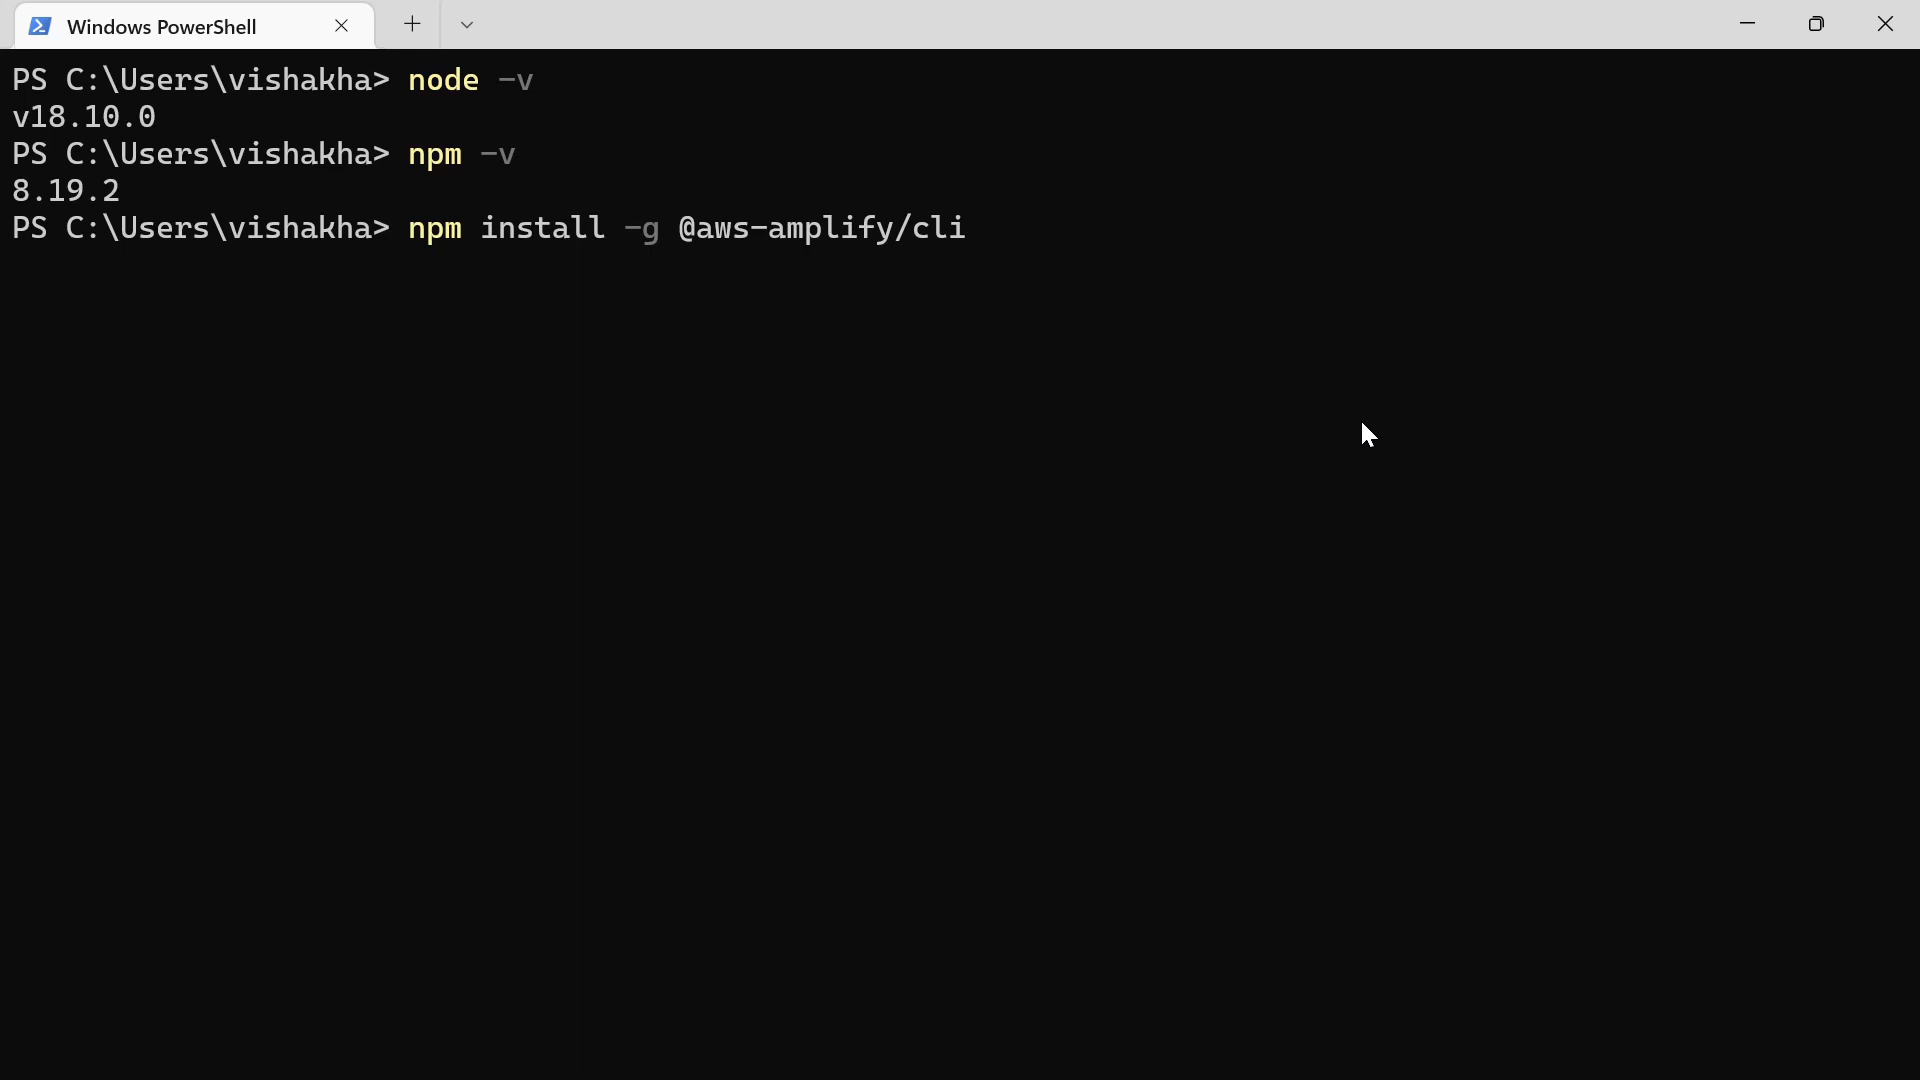 Windows PowerShell
PS C:\Users\vishakha> node -v
v18.10.0
PS C:\Users\vishakha> npm -v
8.19.2
PS C:\Users\vishakha> npm install -g @aws-amplify/cli